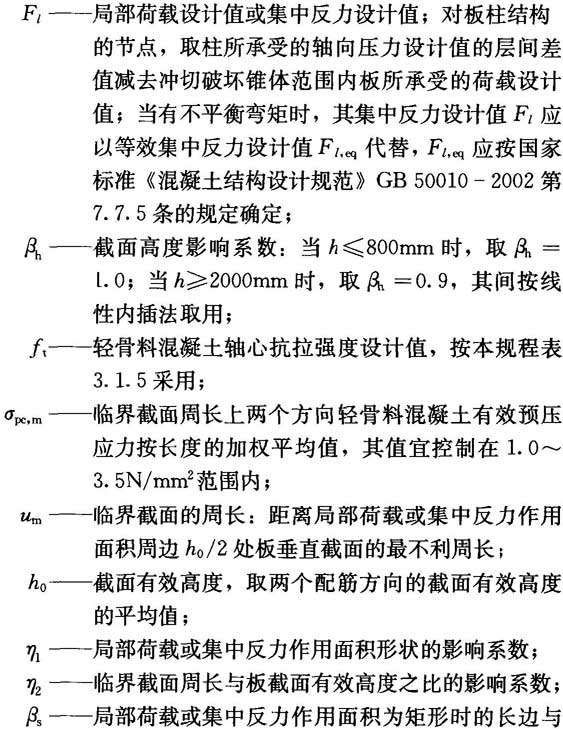 F_l ——局部荷载设计值或集中反力设计值；对板柱结构
的节点，取柱所承受的轴向压力设计值的层间差
值减去冲切破坏锥体范围内板所承受的荷载设计
值；当有不平衡弯矩时，其集中反力设计值 F_l 应
以等效集中反力设计值 F_l,eq 代替，F_l,eq 应按国家
标准《混凝土结构设计规范》GB 50010－2002 第
7.7.5 条的规定确定；
β_h ——截面高度影响系数：当 h≤800mm 时，取 β_h =
1.0；当 h≥2000mm 时，取 β_h =0.9，其间按线
性内插法取用；
f_t ——轻骨料混凝土轴心抗拉强度设计值，按本规程表
3.1.5 采用；
σ_pc,m ——临界截面周长上两个方向轻骨料混凝土有效预压
应力按长度的加权平均值，其值宜控制在 1.0～
3.5N/mm² 范围内；
u_m ——临界截面的周长：距离局部荷载或集中反力作用
面积周边 h_0/2 处板垂直截面的最不利周长；
h_0 ——截面有效高度，取两个配筋方向的截面有效高度
的平均值；
η_1 ——局部荷载或集中反力作用面积形状的影响系数；
η_2 ——临界截面周长与板截面有效高度之比的影响系数；
β_s ——局部荷载或集中反力作用面积为矩形时的长边与